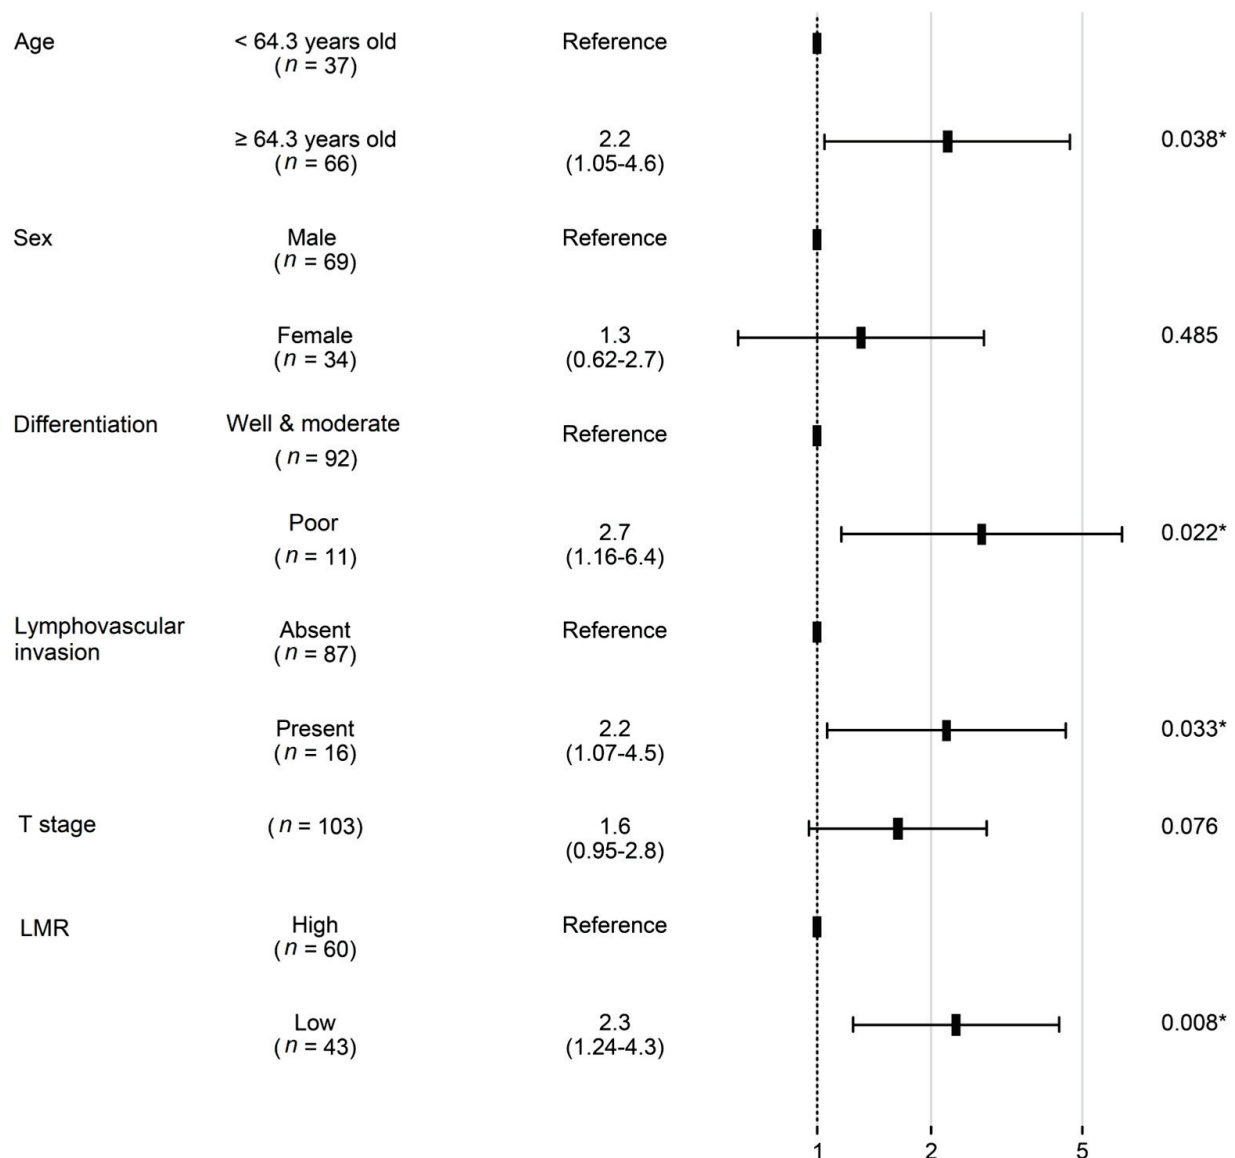 Age < 64.3 years old Reference
(n = 37)
≥ 64.3 years old 2.2 0.038*
(n = 66) (1.05-4.6)
Sex Male Reference
(n = 69)
Female 1.3 0.485
(n = 34) (0.62-2.7)
Differentiation Well & moderate Reference
(n = 92)
Poor 2.7 0.022*
(n = 11) (1.16-6.4)
Lymphovascular Absent Reference
invasion (n = 87)
Present 2.2 0.033*
(n = 16) (1.07-4.5)
T stage (n = 103) 1.6 0.076
(0.95-2.8)
LMR High Reference
(n = 60)
Low 2.3 0.008*
(n = 43) (1.24-4.3)
1 2 5